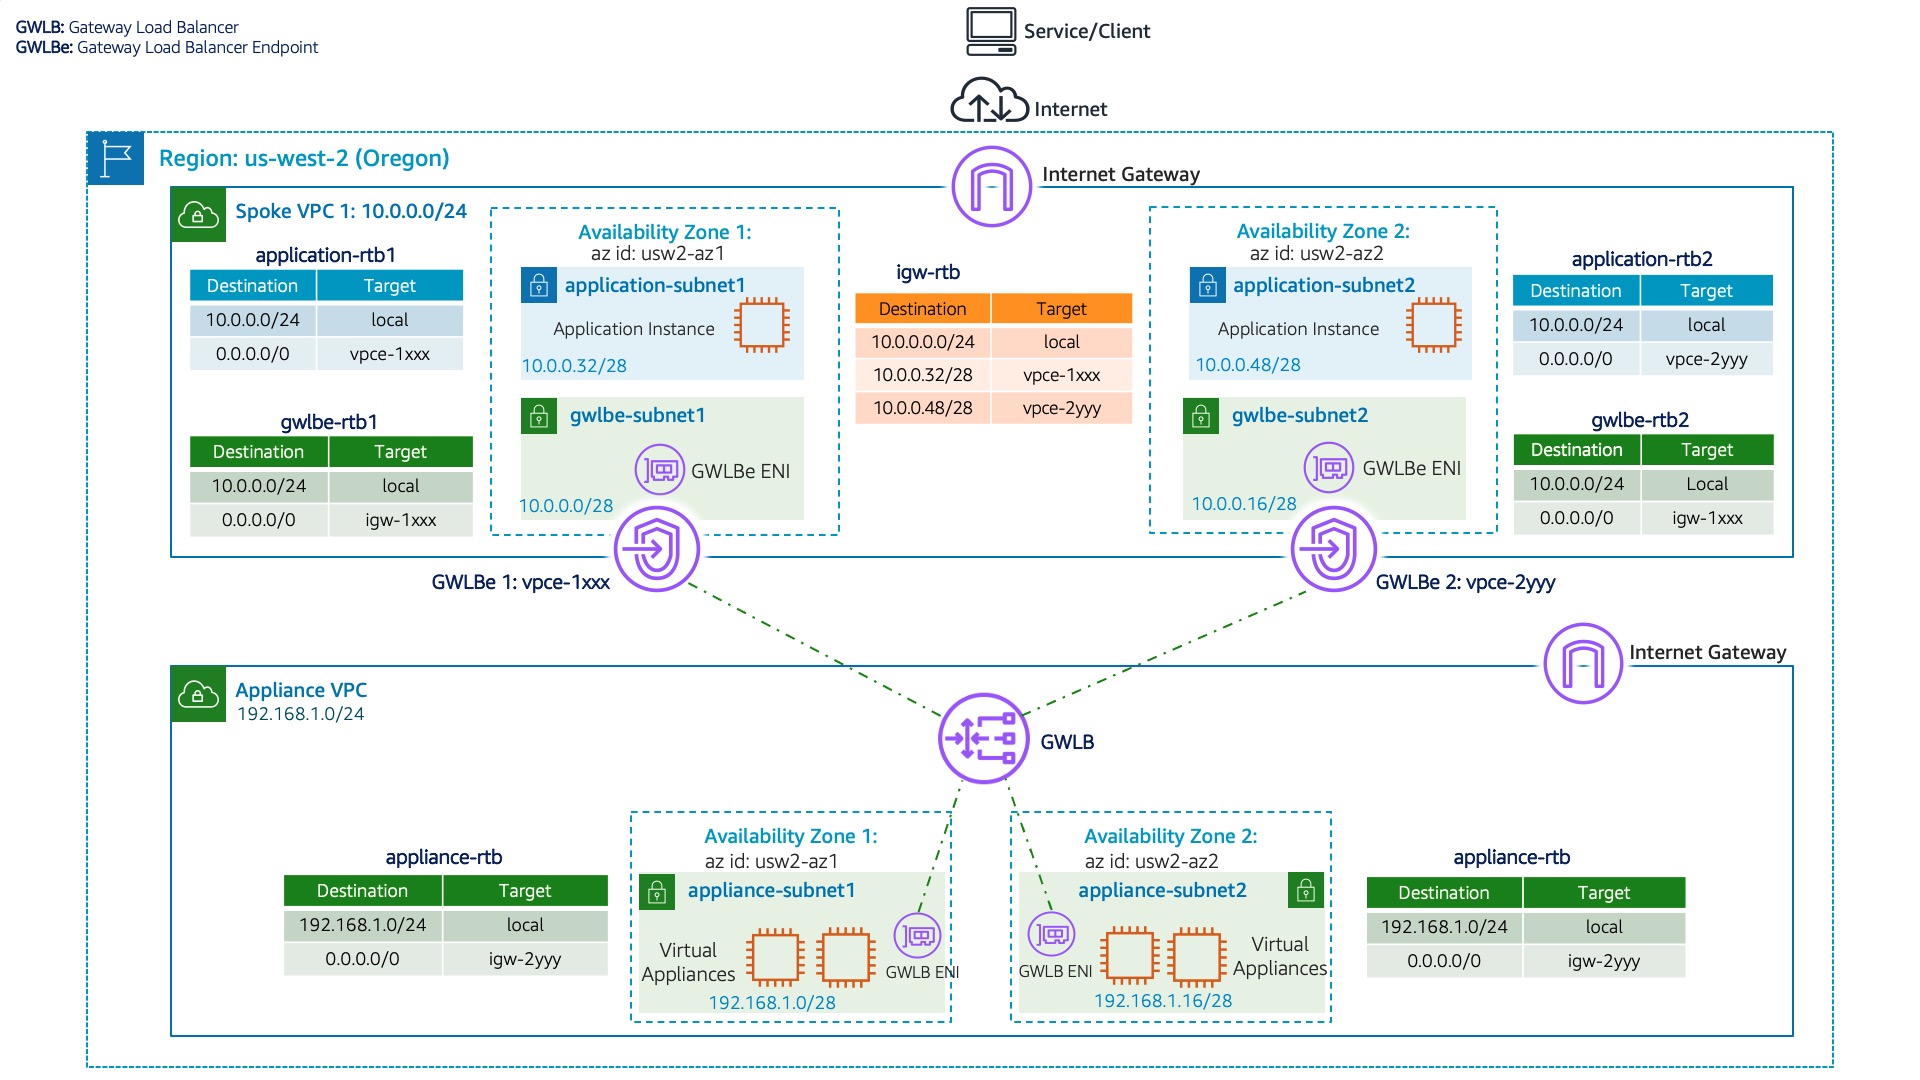 GWLB: Gateway Load Balancer
GWLBe: Gateway Load Balancer Endpoint
Service/Client
Internet
Region: us-west-2 (Oregon)
Internet Gateway
Spoke VPC 1: 10.0.0.0/24
application-rtb1
Destination Target
10.0.0.0/24 local
0.0.0.0/0 vpce-1xxx
gwlbe-rtb1
Destination Target
10.0.0.0/24 local
0.0.0.0/0 igw-1xxx
Availability Zone 1:
az id: usw2-az1
application-subnet1
Application Instance
10.0.0.32/28
gwlbe-subnet1
GWLBe ENI
10.0.0.0/28
igw-rtb
Destination Target
10.0.0.0.0/24 local
10.0.0.32/28 vpce-1xxx
10.0.0.48/28 vpce-2yyy
Availability Zone 2:
az id: usw2-az2
application-subnet2
Application Instance
10.0.0.48/28
gwlbe-subnet2
GWLBe ENI
10.0.0.16/28
application-rtb2
Destination Target
10.0.0.0/24 local
0.0.0.0/0 vpce-2yyy
gwlbe-rtb2
Destination Target
10.0.0.0/24 Local
0.0.0.0/0 igw-1xxx
GWLBe 1: vpce-1xxx
GWLBe 2: vpce-2yyy
Internet Gateway
Appliance VPC
192.168.1.0/24
GWLB
appliance-rtb
Destination Target
192.168.1.0/24 local
0.0.0.0/0 igw-2yyy
Availability Zone 1:
az id: usw2-az1
appliance-subnet1
Virtual
Appliances
GWLB ENI
192.168.1.0/28
Availability Zone 2:
az id: usw2-az2
appliance-subnet2
GWLB ENI
Virtual
Appliances
192.168.1.16/28
appliance-rtb
Destination Target
192.168.1.0/24 local
0.0.0.0/0 igw-2yyy